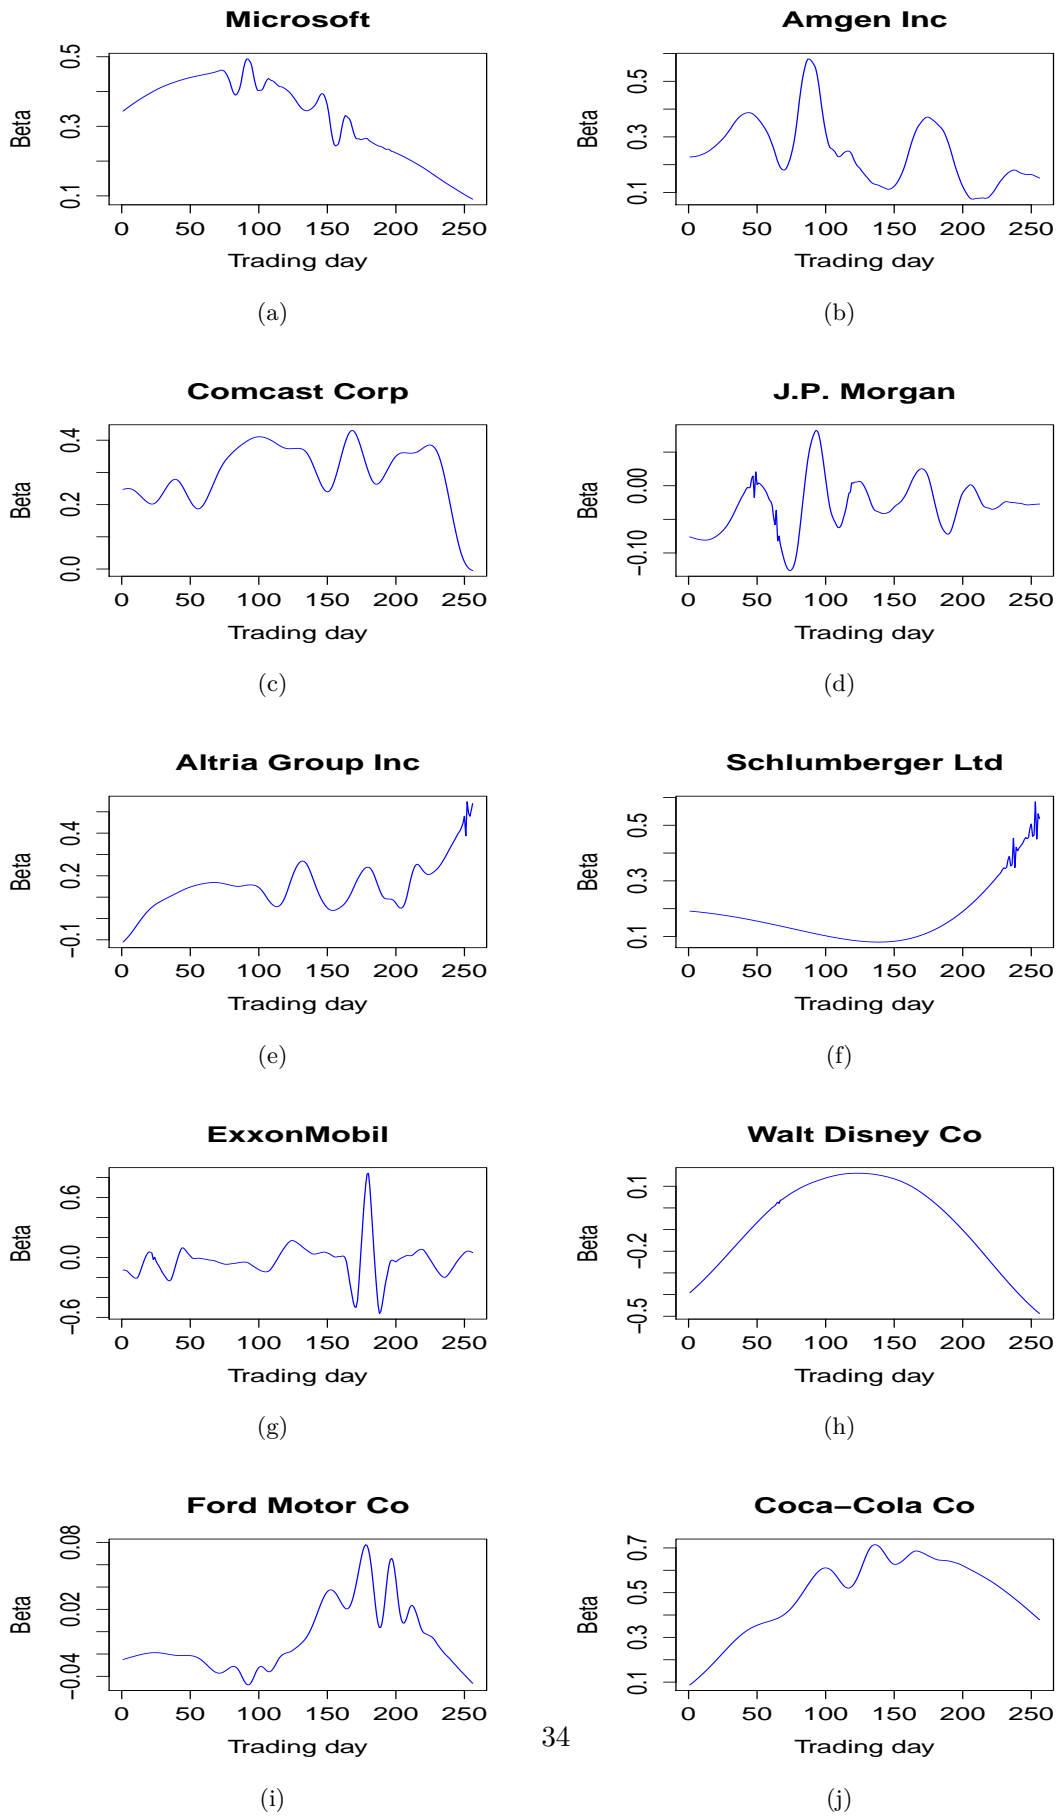 Microsoft
Beta
0.1 0.3 0.5
0 50 100 150 200 250
Trading day
(a)
Amgen Inc
Beta
0.1 0.3 0.5
0 50 100 150 200 250
Trading day
(b)
Comcast Corp
Beta
0.0 0.2 0.4
0 50 100 150 200 250
Trading day
(c)
J.P. Morgan
Beta
−0.10 0.00
0 50 100 150 200 250
Trading day
(d)
Altria Group Inc
Beta
−0.1 0.2 0.4
0 50 100 150 200 250
Trading day
(e)
Schlumberger Ltd
Beta
0.1 0.3 0.5
0 50 100 150 200 250
Trading day
(f)
ExxonMobil
Beta
−0.6 0.0 0.6
0 50 100 150 200 250
Trading day
(g)
Walt Disney Co
Beta
−0.5 −0.2 0.1
0 50 100 150 200 250
Trading day
(h)
Ford Motor Co
Beta
−0.04 0.02 0.08
0 50 100 150 200 250
Trading day
(i)
Coca−Cola Co
Beta
0.1 0.3 0.5 0.7
0 50 100 150 200 250
Trading day
(j)
34